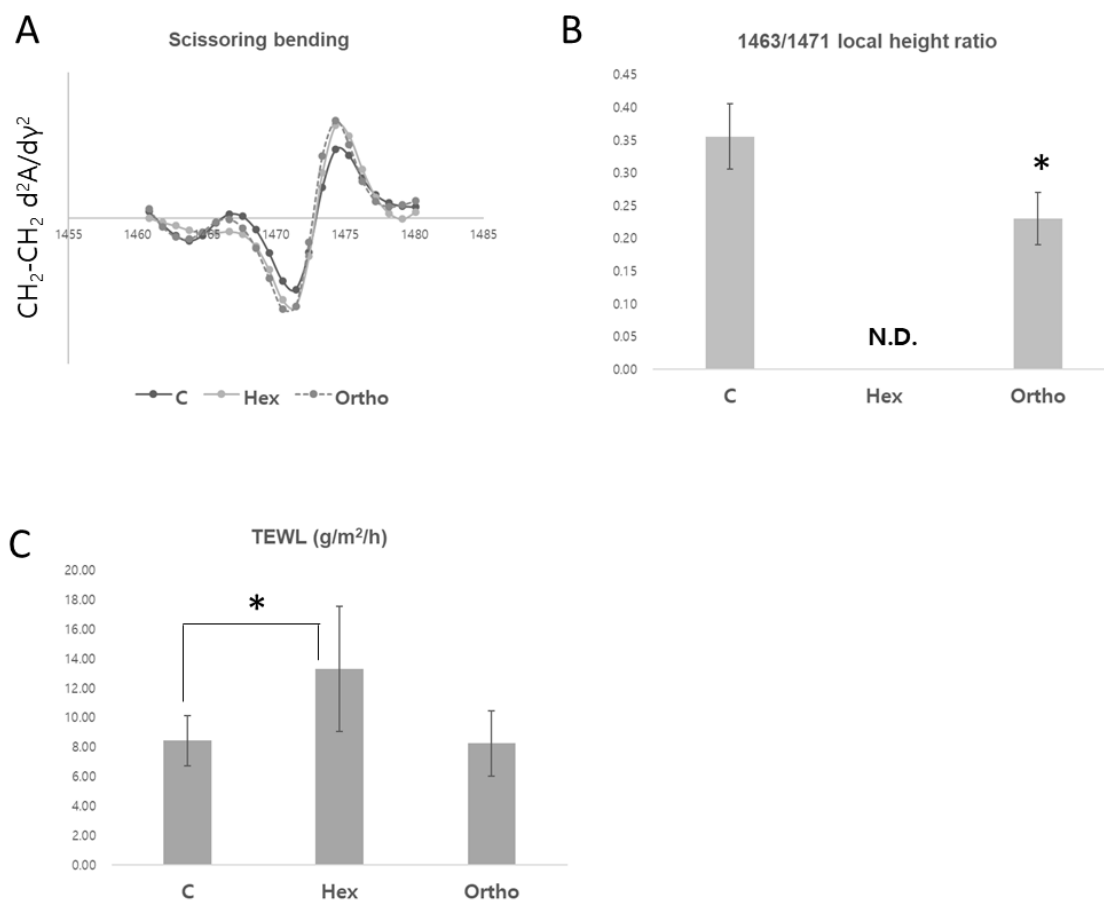 A
Scissoring bending
CH₂-CH₂ d²A/dγ²
1455 1460 1465 1470 1475 1480 1485
C Hex Ortho
B
1463/1471 local height ratio
0.45
0.40
0.35
0.30
0.25
0.20
0.15
0.10
0.05
0.00
*
N.D.
C Hex Ortho
C
TEWL (g/m²/h)
20.00
18.00
16.00
14.00
12.00
10.00
8.00
6.00
4.00
2.00
0.00
*
C Hex Ortho